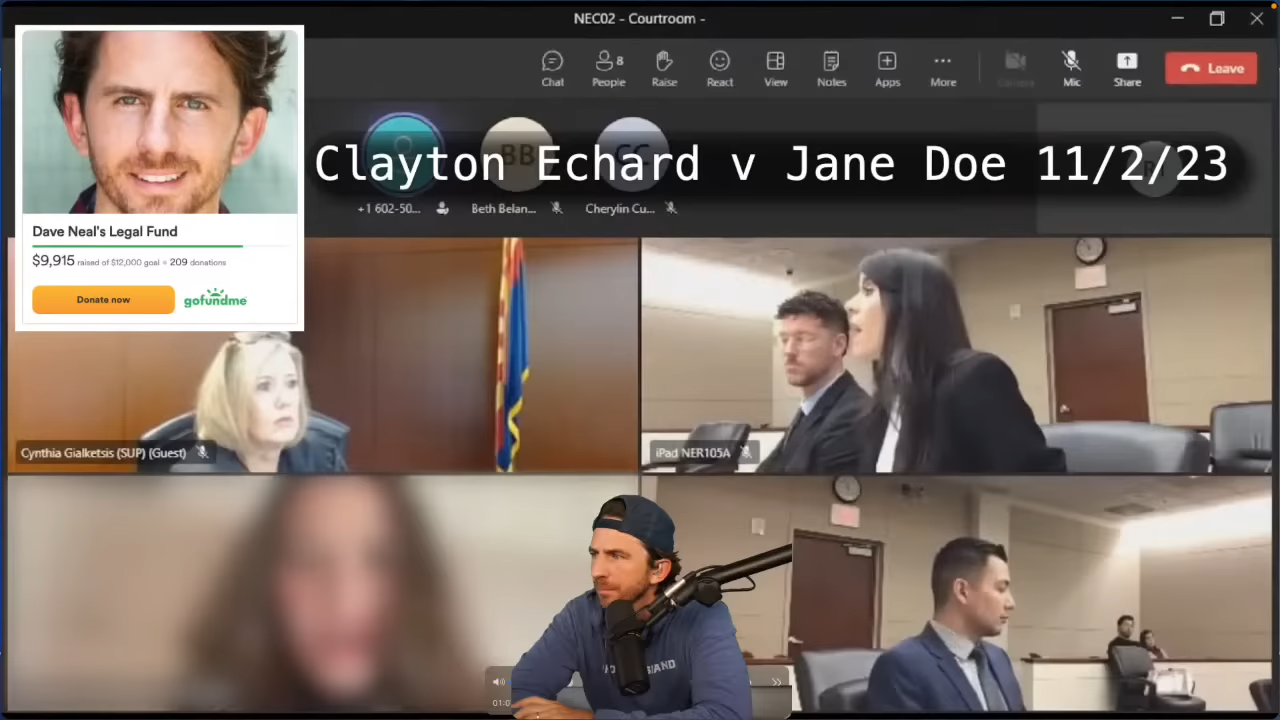 NEC02 - Courtroom -
Chat
People
8
Raise
React
View
Notes
Apps
More
Mic
Share
Leave
Clayton Echard v Jane Doe 11/2/23
+1 602-50...
Beth Belan...
Cherylin Cu...
Dave Neal's Legal Fund
$9,915 raised of $12,000 goal • 209 donations
Donate now
gofundme
Cynthia Gialketsis (SUP) (Guest)
iPad NER105A